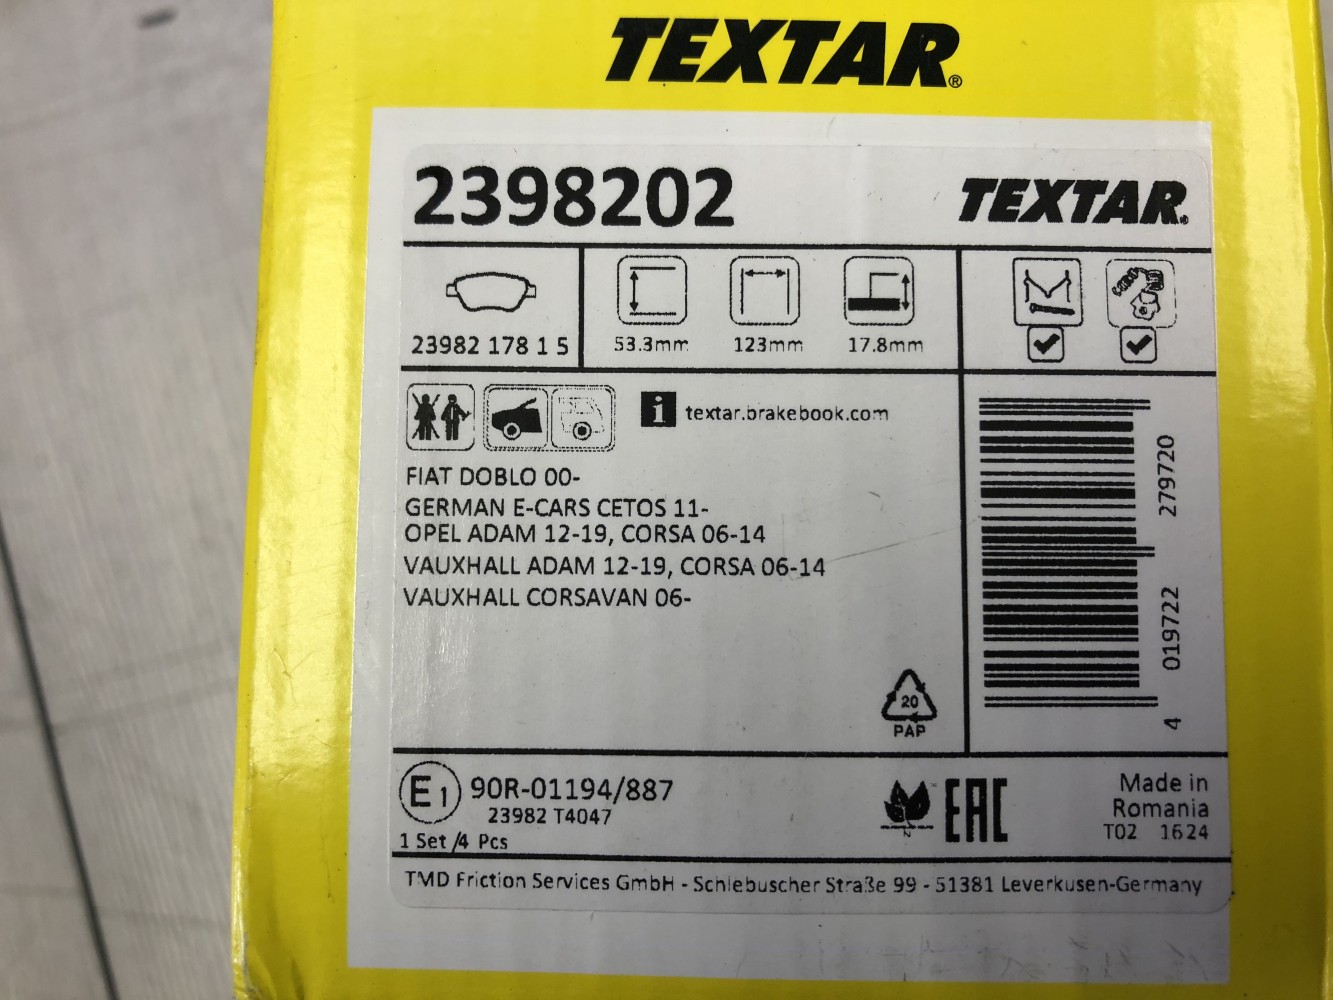 TEXTAR®
2398202
TEXTAR®
23982 178 1 5
53.3mm
123mm
17.8mm
i textar.brakebook.com
FIAT DOBLO 00-
GERMAN E-CARS CETOS 11-
OPEL ADAM 12-19, CORSA 06-14
VAUXHALL ADAM 12-19, CORSA 06-14
VAUXHALL CORSAVAN 06-
4 019722 279720
20
PAP
E1 90R-01194/887
23982 T4047
1 Set /4 Pcs
N
EAC
Made in
Romania
T02 1624
TMD Friction Services GmbH - Schlebuscher Straße 99 - 51381 Leverkusen-Germany